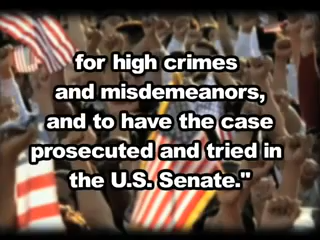 for high crimes
and misdemeanors,
and to have the case
prosecuted and tried in
the U.S. Senate."